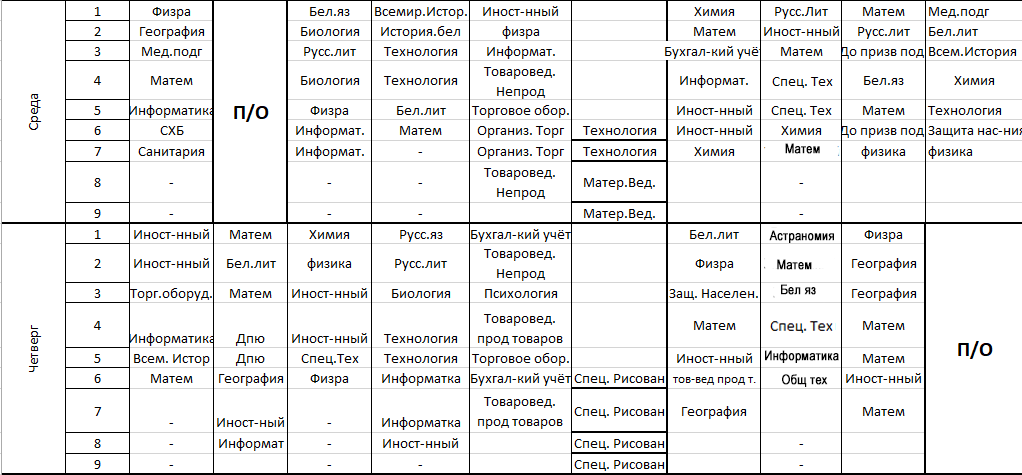 Среда
1 Физра Бел.яз Всемир.Истор. Иност-нный Химия Русс.Лит Матем Мед.подг
2 География Биология История.бел физра Матем Иност-нный Русс.лит Бел.лит
3 Мед.подг Русс.лит Технология Информат. Бухгал-кий учё Матем До призв под Всем.История
4 Матем Биология Технология Товаровед. Непрод Информат. Спец. Тех Бел.яз Химия
П/О
5 Информатика Физра Бел.лит Торговое обор. Иност-нный Спец. Тех Матем Технология
6 СХБ Информат. Матем Организ. Торг Технология Иност-нный Химия До призв под Защита нас-ния
7 Санитария Информат. - Организ. Торг Технология Химия Матем физика физика
8 - - - Товаровед. Непрод Матер.Вед. -
9 - - - Матер.Вед. -
Четверг
1 Иност-нный Матем Химия Русс.яз Бухгал-кий учёт Бел.лит Астраномия Физра
2 Иност-нный Бел.лит физика Русс.лит Товаровед. Непрод Физра Матем География
3 Торг.оборуд. Матем Иност-нный Биология Психология Защ. Населен. Бел яз География
4 Информатика Дпю Иност-нный Технология Товаровед. прод товаров Матем Спец. Тех Матем
П/О
5 Всем. Истор Дпю Спец.Тех Технология Торговое обор. Иност-нный Информатика Матем
6 Матем География Физра Информатка Бухгал-кий учёт Спец. Рисован тов-вед прод т. Общ тех Иност-нный
7 - Иност-ный - Информатка Товаровед. прод товаров Спец. Рисован География Матем
8 - Информат - Иност-нный Спец. Рисован -
9 - - - - Спец. Рисован -